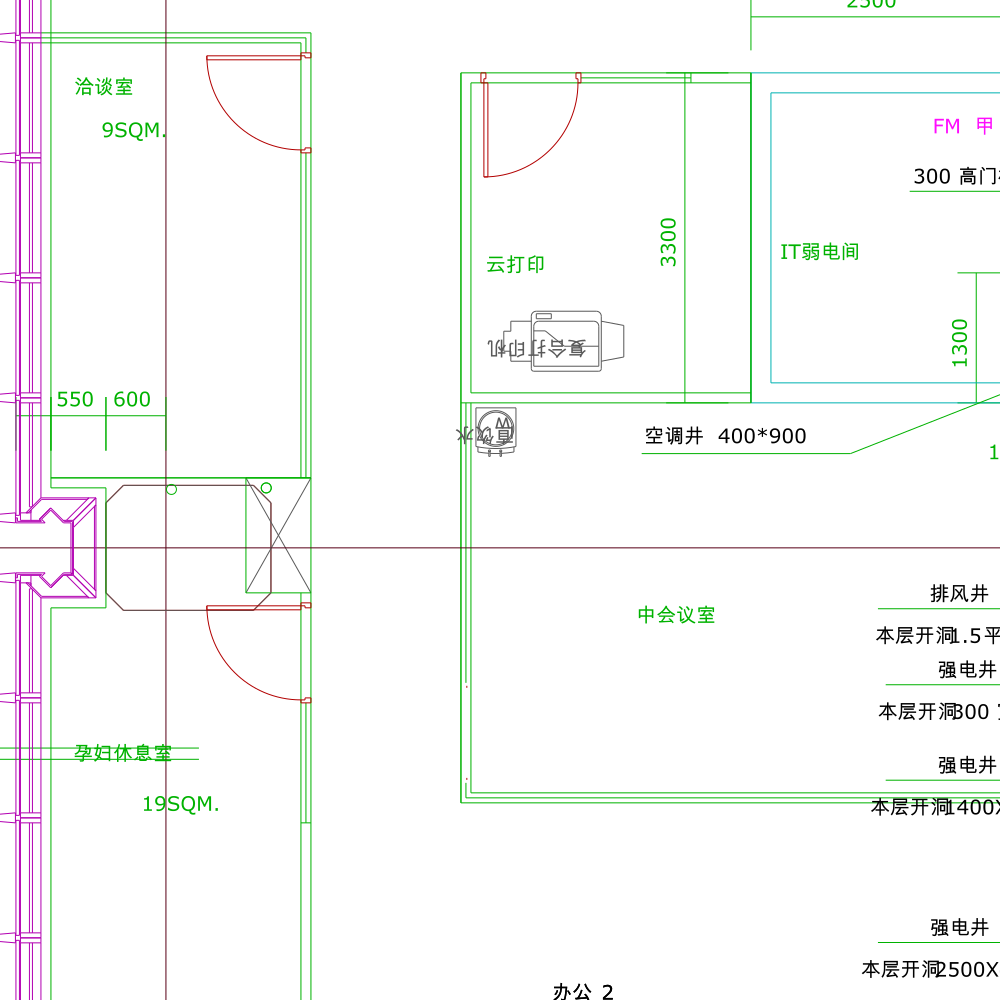 2500
洽谈室
9SQM.
FM 甲
300 高门
3300
IT弱电间
云打印
复合打印机
1300
550 600
直饮水
空调井 400*900
1
排风井
中会议室
本层开洞1.5平
强电井
本层开洞300
孕妇休息室
强电井
19SQM.
本层开洞1400X
强电井
本层开洞2500X
办公 2